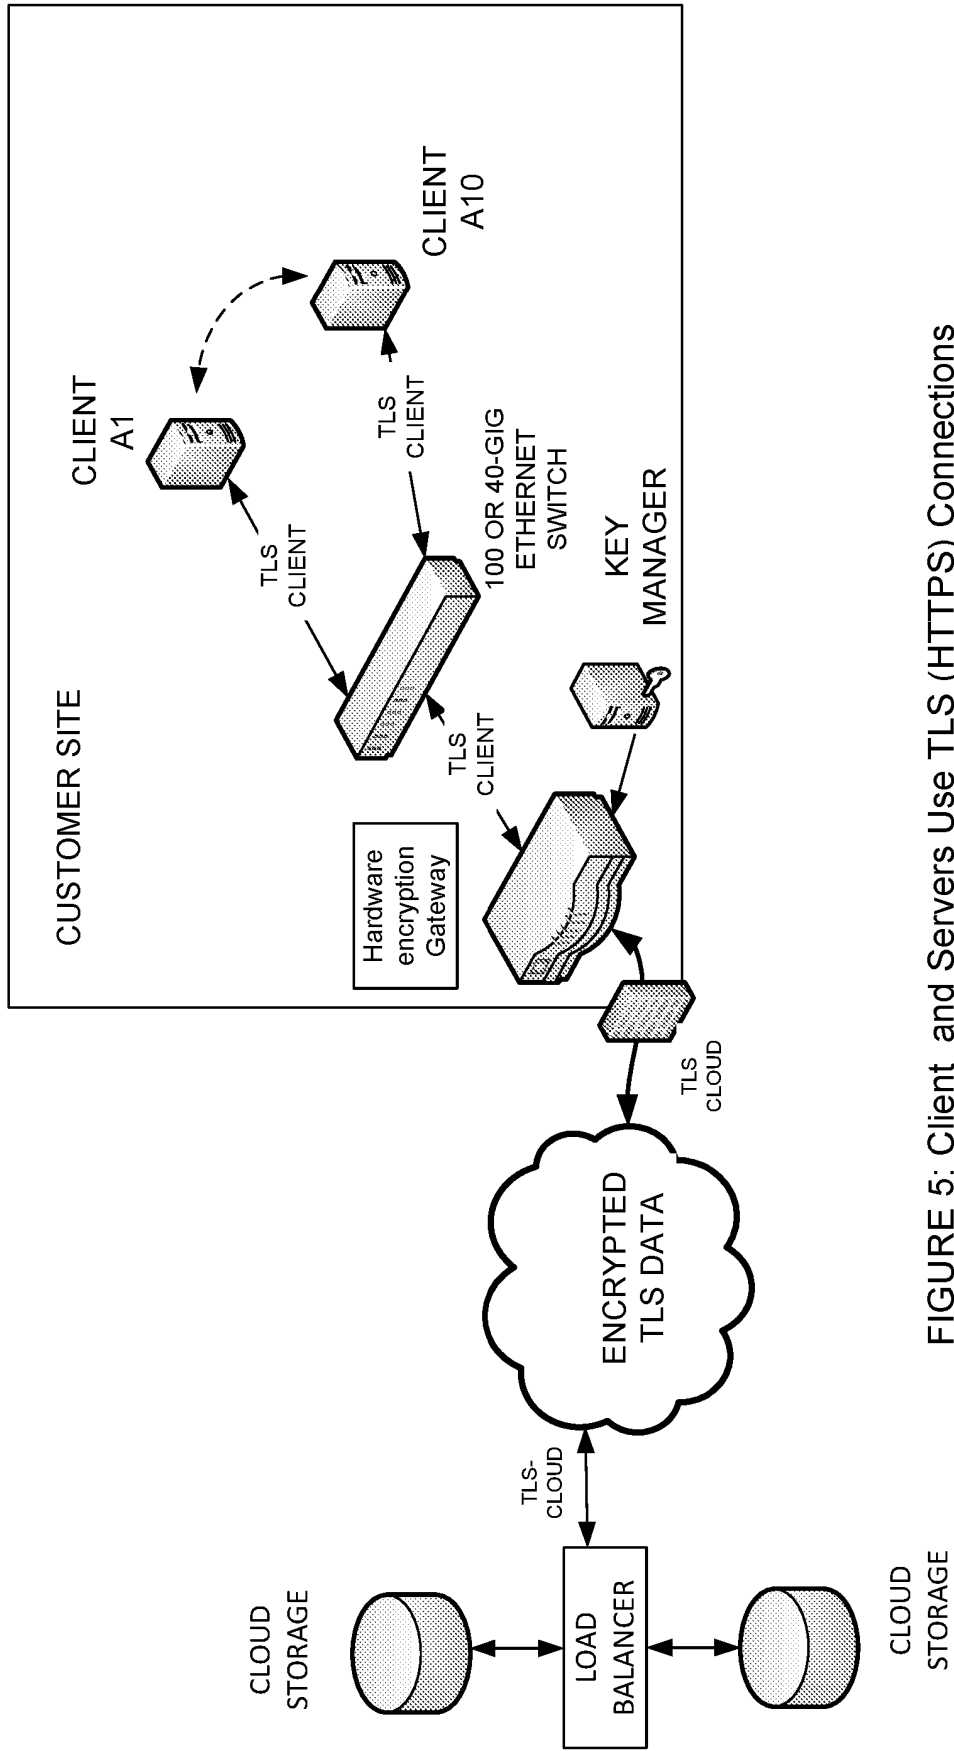 CUSTOMER SITE
CLIENT
A1
CLIENT
A10
TLS
CLIENT
TLS
CLIENT
100 OR 40-GIG
ETHERNET
SWITCH
TLS
CLIENT
KEY
MANAGER
Hardware
encryption
Gateway
TLS
CLOUD
ENCRYPTED
TLS DATA
TLS-
CLOUD
CLOUD
STORAGE
LOAD
BALANCER
CLOUD
STORAGE
FIGURE 5: Client and Servers Use TLS (HTTPS) Connections